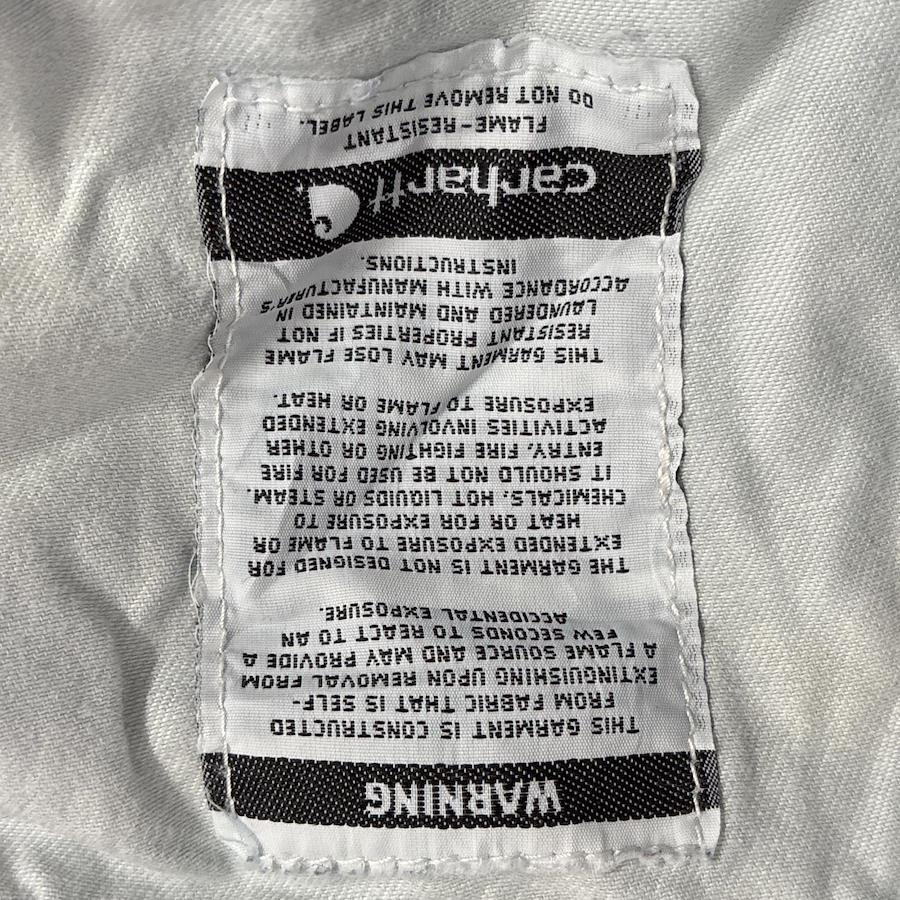 WARNING
THIS GARMENT IS CONSTRUCTED
FROM FABRIC THAT IS SELF-
EXTINGUISHING UPON REMOVAL FROM
A FLAME SOURCE AND MAY PROVIDE A
FEW SECONDS TO REACT TO AN
ACCIDENTAL EXPOSURE.
THE GARMENT IS NOT DESIGNED FOR
EXTENDED EXPOSURE TO FLAME OR
HEAT OR FOR EXPOSURE TO
CHEMICALS, HOT LIQUIDS OR STEAM.
IT SHOULD NOT BE USED FOR FIRE
ENTRY, FIRE FIGHTING OR OTHER
ACTIVITIES INVOLVING EXTENDED
EXPOSURE TO FLAME OR HEAT.
THIS GARMENT MAY LOSE FLAME
RESISTANT PROPERTIES IF NOT
LAUNDERED AND MAINTAINED IN
ACCORDANCE WITH MANUFACTURER'S
INSTRUCTIONS.
carhartt
FLAME-RESISTANT
DO NOT REMOVE THIS LABEL.